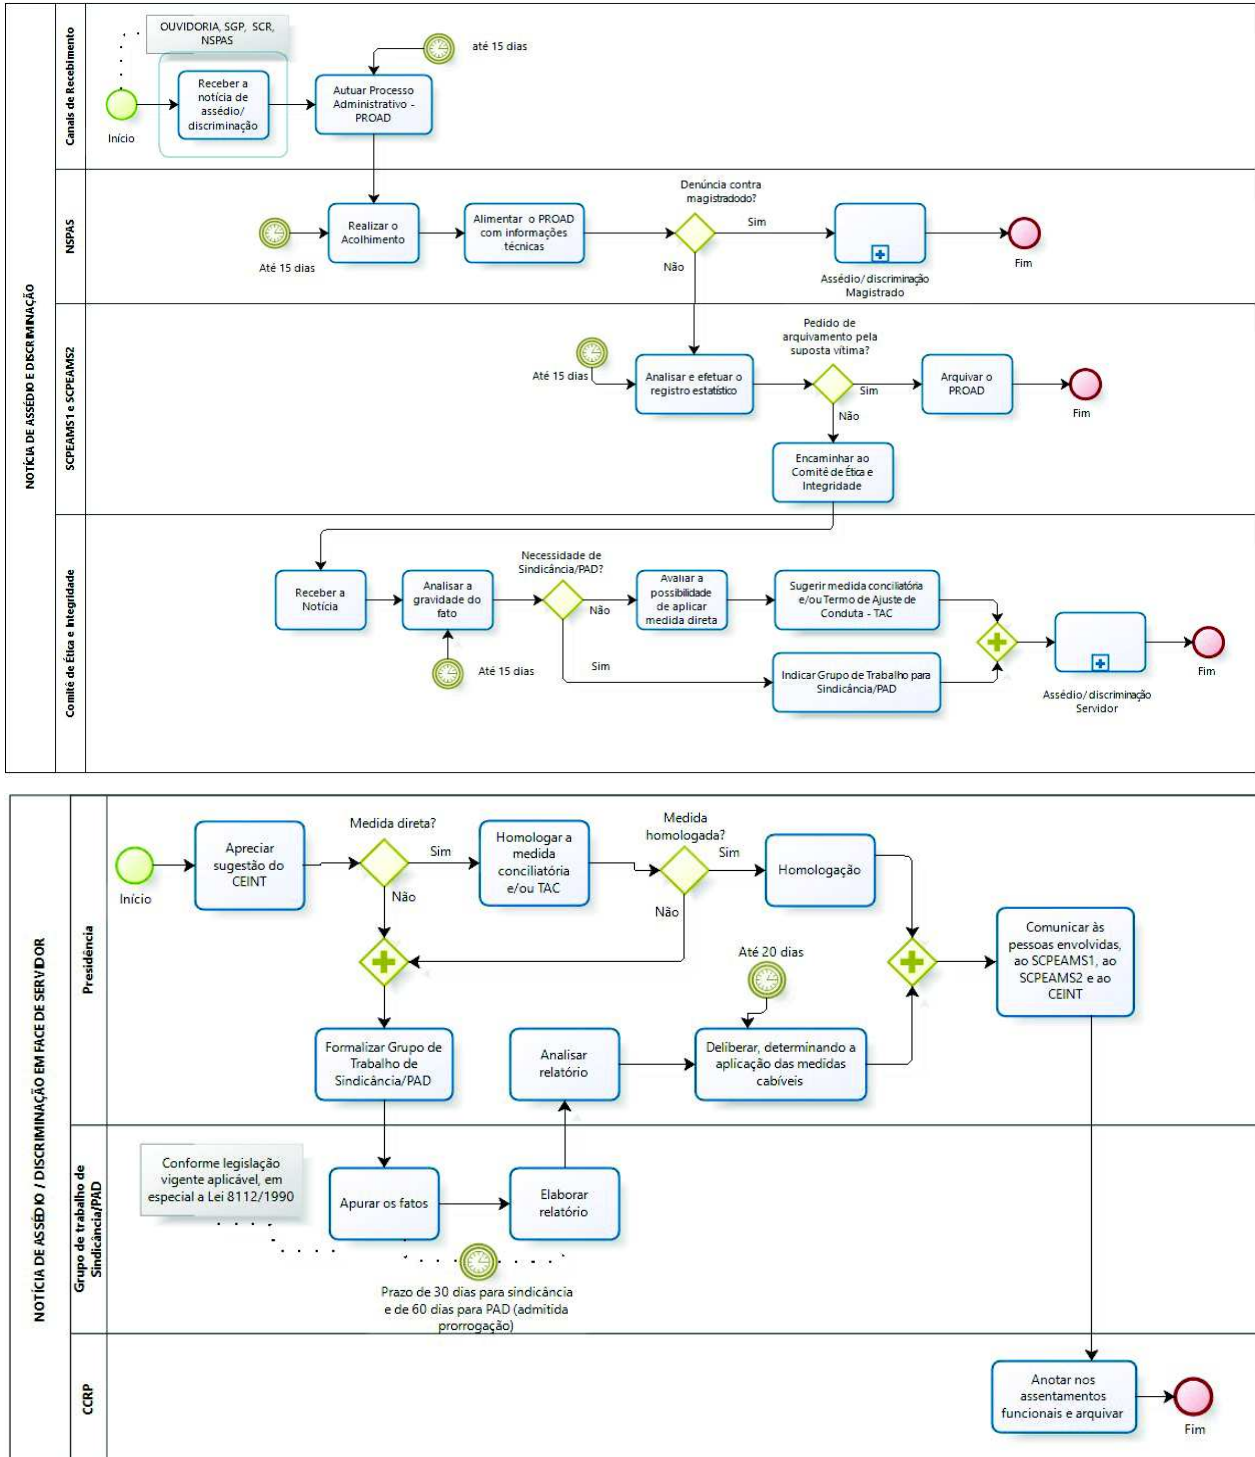 NOTÍCIA DE ASSÉDIO E DISCRIMINAÇÃO
Canais de Recebimento
OUVIDORIA, SGP, SCR,
NSPAS
Início
Receber a
notícia de
assédio/
discriminação
Autuar Processo
Administrativo -
PROAD
até 15 dias
NSPAS
Até 15 dias
Realizar o
Acolhimento
Alimentar o PROAD
com informações
técnicas
Denúncia contra
magistradodo?
Sim
Não
Assédio/discriminação
Magistrado
Fim
SCPEAMS1 e SCPEAMS2
Até 15 dias
Analisar e efetuar o
registro estatístico
Pedido de
arquivamento pela
suposta vítima?
Sim
Não
Arquivar o
PROAD
Fim
Encaminhar ao
Comitê de Ética e
Integridade
Comitê de Ética e Integridade
Receber a
Notícia
Analisar a
gravidade do
fato
Até 15 dias
Necessidade de
Sindicância/PAD?
Não
Sim
Avaliar a
possibilidade
de aplicar
medida direta
Sugerir medida conciliatória
e/ou Termo de Ajuste de
Conduta - TAC
Indicar Grupo de Trabalho para
Sindicância/PAD
Assédio/discriminação
Servidor
Fim
NOTÍCIA DE ASSÉDIO / DISCRIMINAÇÃO EM FACE DE SERVIDOR
Presidência
Início
Apreciar
sugestão do
CEINT
Medida direta?
Sim
Não
Homologar a
medida
conciliatória
e/ou TAC
Medida
homologada?
Sim
Não
Homologação
Até 20 dias
Formalizar Grupo de
Trabalho de
Sindicância/PAD
Analisar
relatório
Deliberar, determinando a
aplicação das medidas
cabíveis
Comunicar às
pessoas envolvidas,
ao SCPEAMS1, ao
SCPEAMS2 e ao
CEINT
Grupo de trabalho de
Sindicância/PAD
Conforme legislação
vigente aplicável, em
especial a Lei 8112/1990
Apurar os fatos
Elaborar
relatório
Prazo de 30 dias para sindicância
e de 60 dias para PAD (admitida
prorrogação)
CCRP
Anotar nos
assentamentos
funcionais e arquivar
Fim